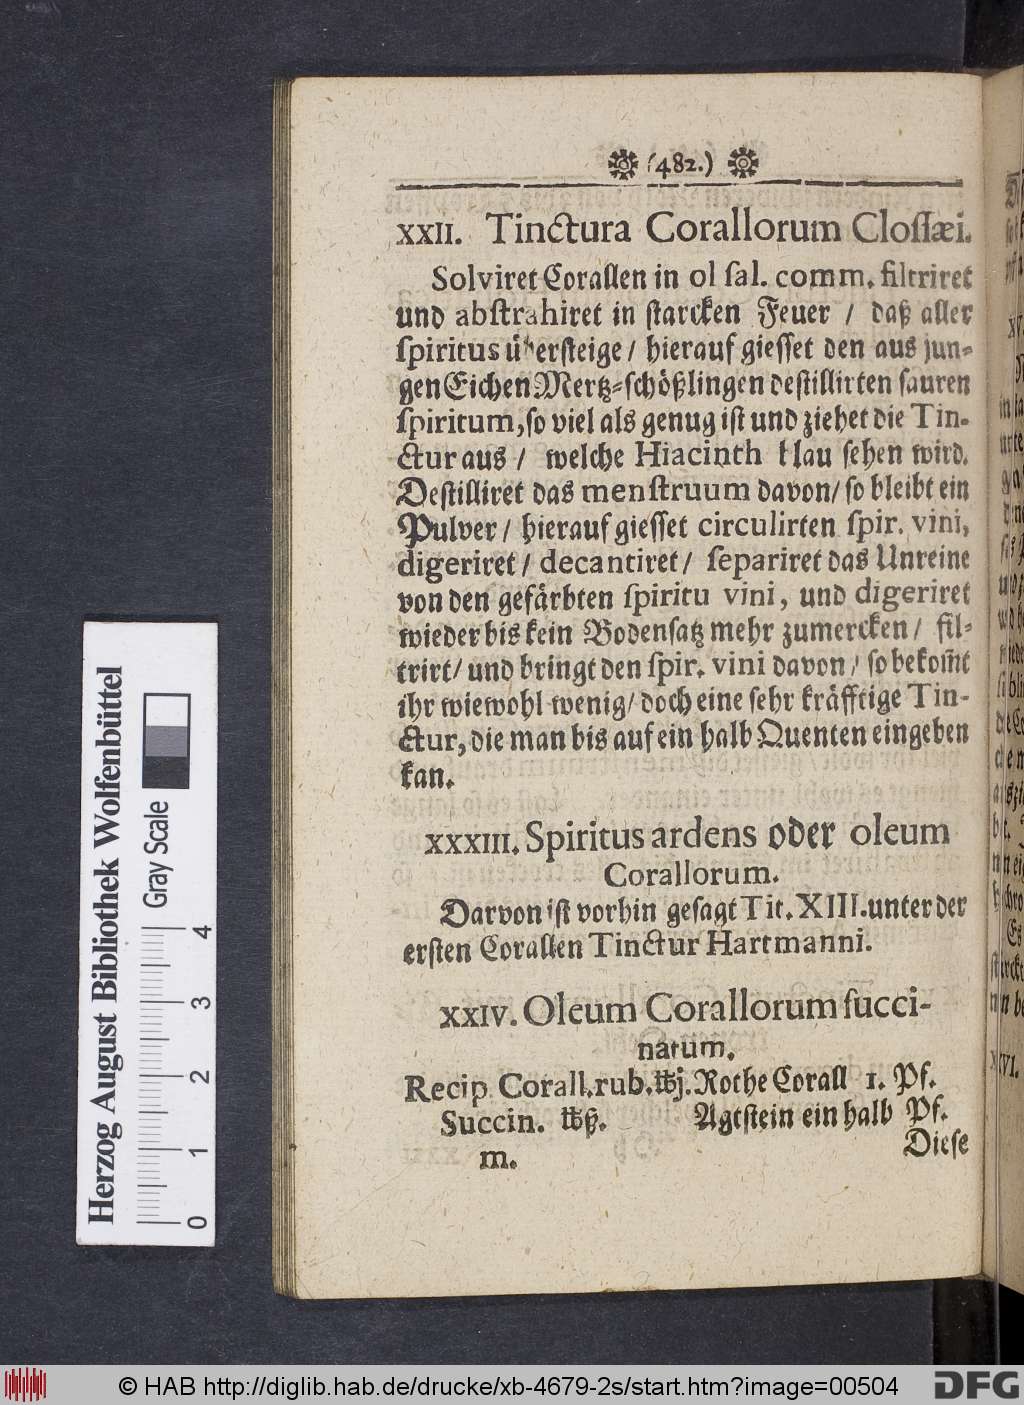 (482.)
XXII. Tinctura Corallorum Cloſſæi.
Solviret Corallen in ol ſal. comm. filtriret
und abſtrahiret in ſtarcken Feuer / daß aller
ſpiritus überſteige / hierauf gieſſet den aus jun-
gen Eichen Mertz-ſchößlingen deſtillirten ſauren
ſpiritum, ſo viel als genug iſt und ziehet die Tin-
ctur aus / welche Hiacinth blau ſehen wird.
Deſtilliret das menſtruum davon / ſo bleibt ein
Pulver / hierauf gieſſet circulirten ſpir. vini,
digeriret / decantiret / ſepariret das Unreine
von den gefärbten ſpiritu vini, und digeriret
wieder bis kein Bodenſatz mehr zumercken / fil-
trirt / und bringt den ſpir. vini davon / ſo bekom̃t
ihr wiewohl wenig / doch eine ſehr kräfftige Tin-
ctur, die man bis auf ein halb Quenten eingeben
kan.
XXXIII. Spiritus ardens oder oleum
Corallorum.
Darvon iſt vorhin geſagt Tit. XIII. unter der
erſten Corallen Tinctur Hartmanni.
XXIV. Oleum Corallorum ſucci-
natum.
Recip Corall. rub. ℔j. Rothe Corall 1. Pf.
Succin. ℔ß. Agtſtein ein halb Pf.
m. Dieſe
Herzog August Bibliothek Wolfenbüttel
Gray Scale
0 1 2 3 4
© HAB http://diglib.hab.de/drucke/xb-4679-2s/start.htm?image=00504
DFG